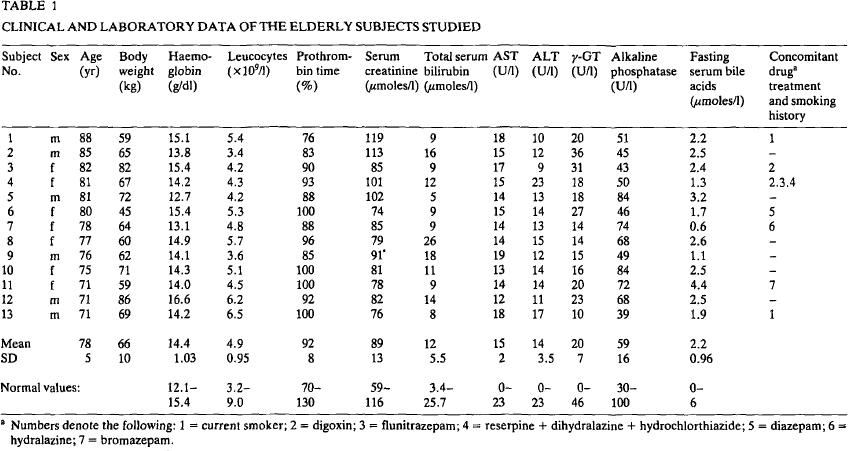 TABLE 1
CLINICAL AND LABORATORY DATA OF THE ELDERLY SUBJECTS STUDIED
Subject Sex Age Body Haemo- Leucocytes Prothrom- Serum Total serum AST ALT γ-GT Alkaline Fasting Concomitant
No. (yr) weight globin (×10⁹/l) bin time creatinine bilirubin (U/l) (U/l) (U/l) phosphatase serum bile drugᵃ
(kg) (g/dl) (%) (μmoles/l) (μmoles/l) (U/l) acids treatment
(μmoles/l) and smoking
history
1 m 88 59 15.1 5.4 76 119 9 18 10 20 51 2.2 1
2 m 85 65 13.8 3.4 83 113 16 15 12 36 45 2.5 –
3 f 82 82 15.4 4.2 90 85 9 17 9 31 43 2.4 2
4 f 81 67 14.2 4.3 93 101 12 15 23 18 50 1.3 2.3.4
5 m 81 72 12.7 4.2 88 102 5 14 13 18 84 3.2 –
6 f 80 45 15.4 5.3 100 74 9 15 14 27 46 1.7 5
7 f 78 64 13.1 4.8 88 85 9 14 13 14 74 0.6 6
8 f 77 60 14.9 5.7 96 79 26 14 15 14 68 2.6 –
9 m 76 62 14.1 3.6 85 91• 18 19 12 15 49 1.1 –
10 f 75 71 14.3 5.1 100 81 11 13 14 16 84 2.5 –
11 f 71 59 14.0 4.5 100 78 9 14 14 20 72 4.4 7
12 m 71 86 16.6 6.2 92 82 14 12 11 23 68 2.5 –
13 m 71 69 14.2 6.5 100 76 8 18 17 10 39 1.9 1
Mean 78 66 14.4 4.9 92 89 12 15 14 20 59 2.2
SD 5 10 1.03 0.95 8 13 5.5 2 3.5 7 16 0.96
Normal values: 12.1– 3.2– 70– 59– 3.4– 0– 0– 0– 30– 0–
15.4 9.0 130 116 25.7 23 23 46 100 6
ᵃ Numbers denote the following: 1 = current smoker; 2 = digoxin; 3 = flunitrazepam; 4 = reserpine + dihydralazine + hydrochlorthiazide; 5 = diazepam; 6 =
hydralazine; 7 = bromazepam.